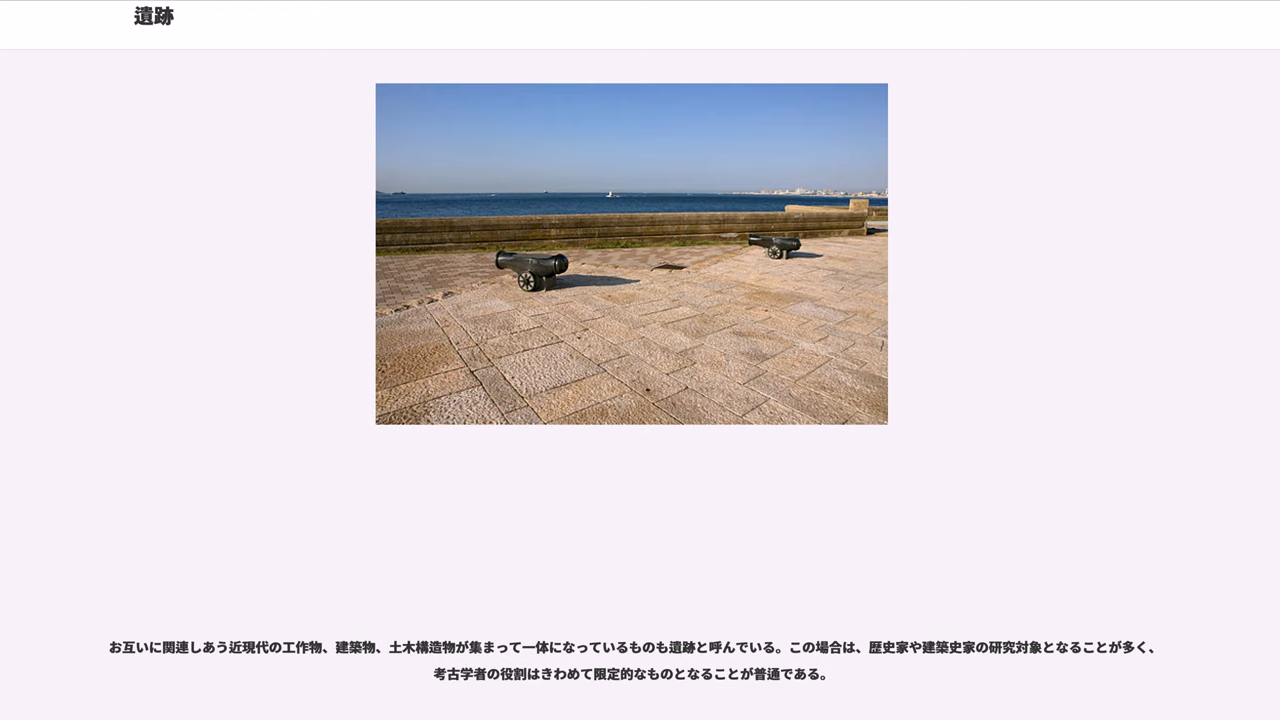 遺跡
お互いに関連しあう近現代の工作物、建築物、土木構造物が集まって一体になっているものも遺跡と呼んでいる。この場合は、歴史家や建築史家の研究対象となることが多く、
考古学者の役割はきわめて限定的なものとなることが普通である。